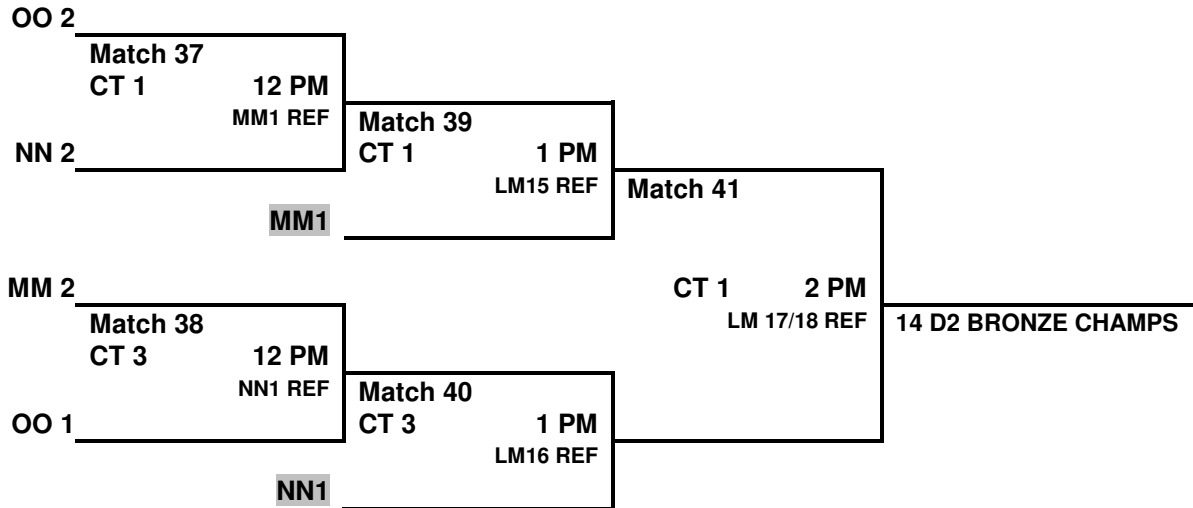 OO 2
Match 37
CT 1 12 PM
MM1 REF
Match 39
NN 2
CT 1 1 PM
LM15 REF
Match 41
MM1
MM 2
CT 1 2 PM
Match 38
LM 17/18 REF
14 D2 BRONZE CHAMPS
CT 3 12 PM
NN1 REF
Match 40
OO 1
CT 3 1 PM
LM16 REF
NN1